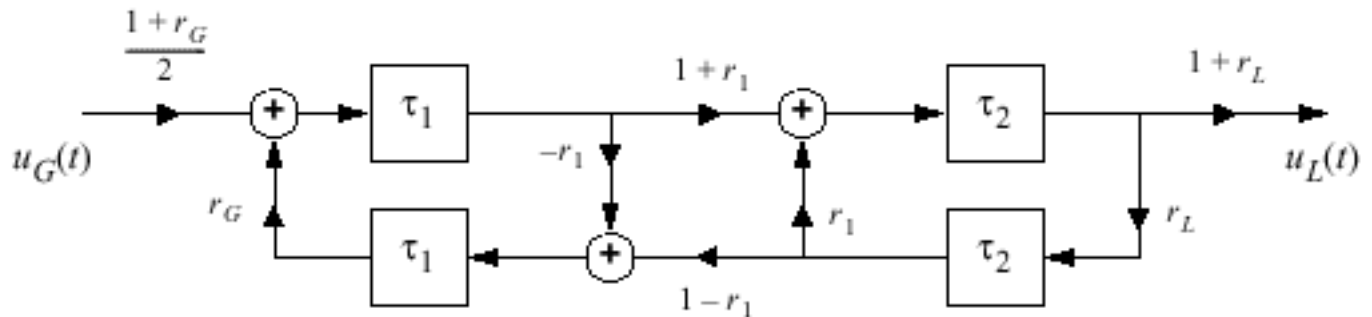 1 + r_G
2
1 + r_1
1 + r_L
+ τ_1 + τ_2
u_G(t) –r_1 u_L(t)
r_G τ_1 + r_1 τ_2 r_L
1 – r_1